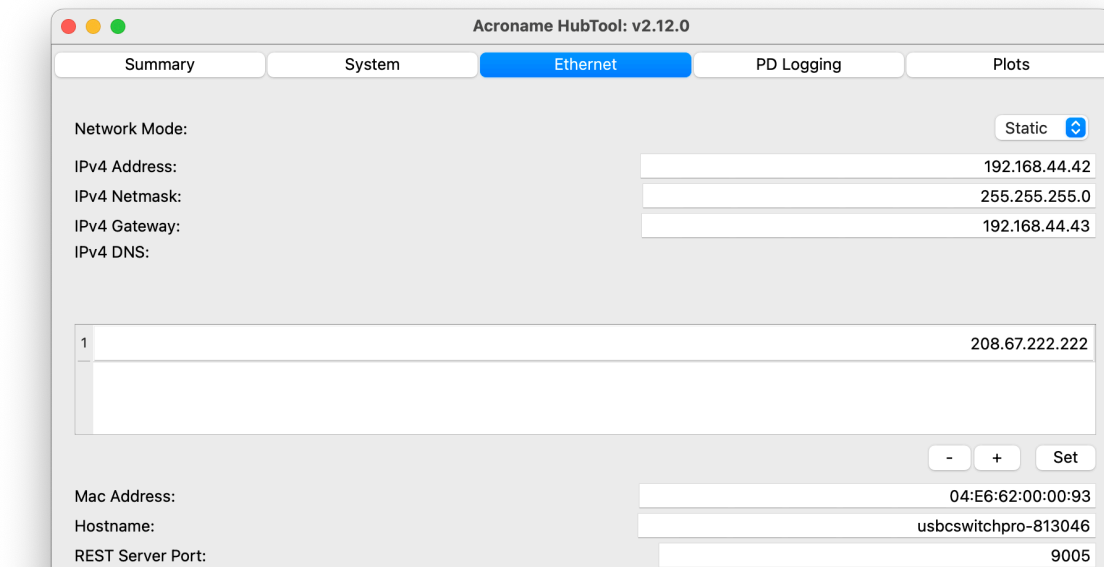 Acroname HubTool: v2.12.0
Summary System Ethernet PD Logging Plots
Network Mode: Static
IPv4 Address: 192.168.44.42
IPv4 Netmask: 255.255.255.0
IPv4 Gateway: 192.168.44.43
IPv4 DNS:
1 208.67.222.222
- + Set
Mac Address: 04:E6:62:00:00:93
Hostname: usbcswitchpro-813046
REST Server Port: 9005